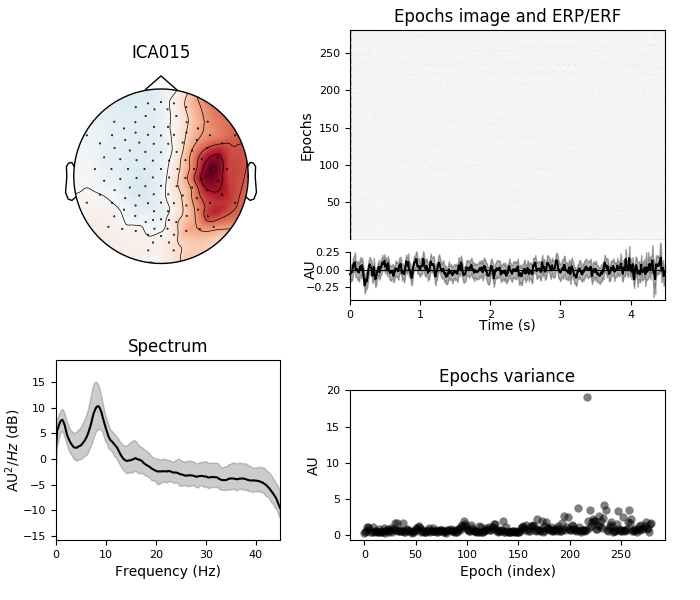 ICA015
Epochs image and ERP/ERF
Epochs
250
200
150
100
50
AU
0.25
0.00
−0.25
0 1 2 3 4
Time (s)
Spectrum
AU²/Hz (dB)
15
10
5
0
−5
−10
−15
0 10 20 30 40
Frequency (Hz)
Epochs variance
AU
20
15
10
5
0
0 50 100 150 200 250
Epoch (index)